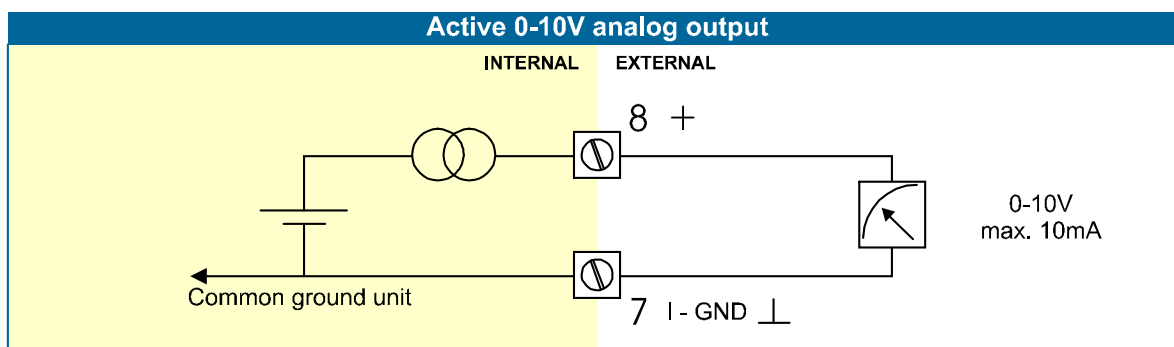 Active 0-10V analog output
INTERNAL EXTERNAL
8 +
0-10V
max. 10mA
Common ground unit
7 I - GND ⊥